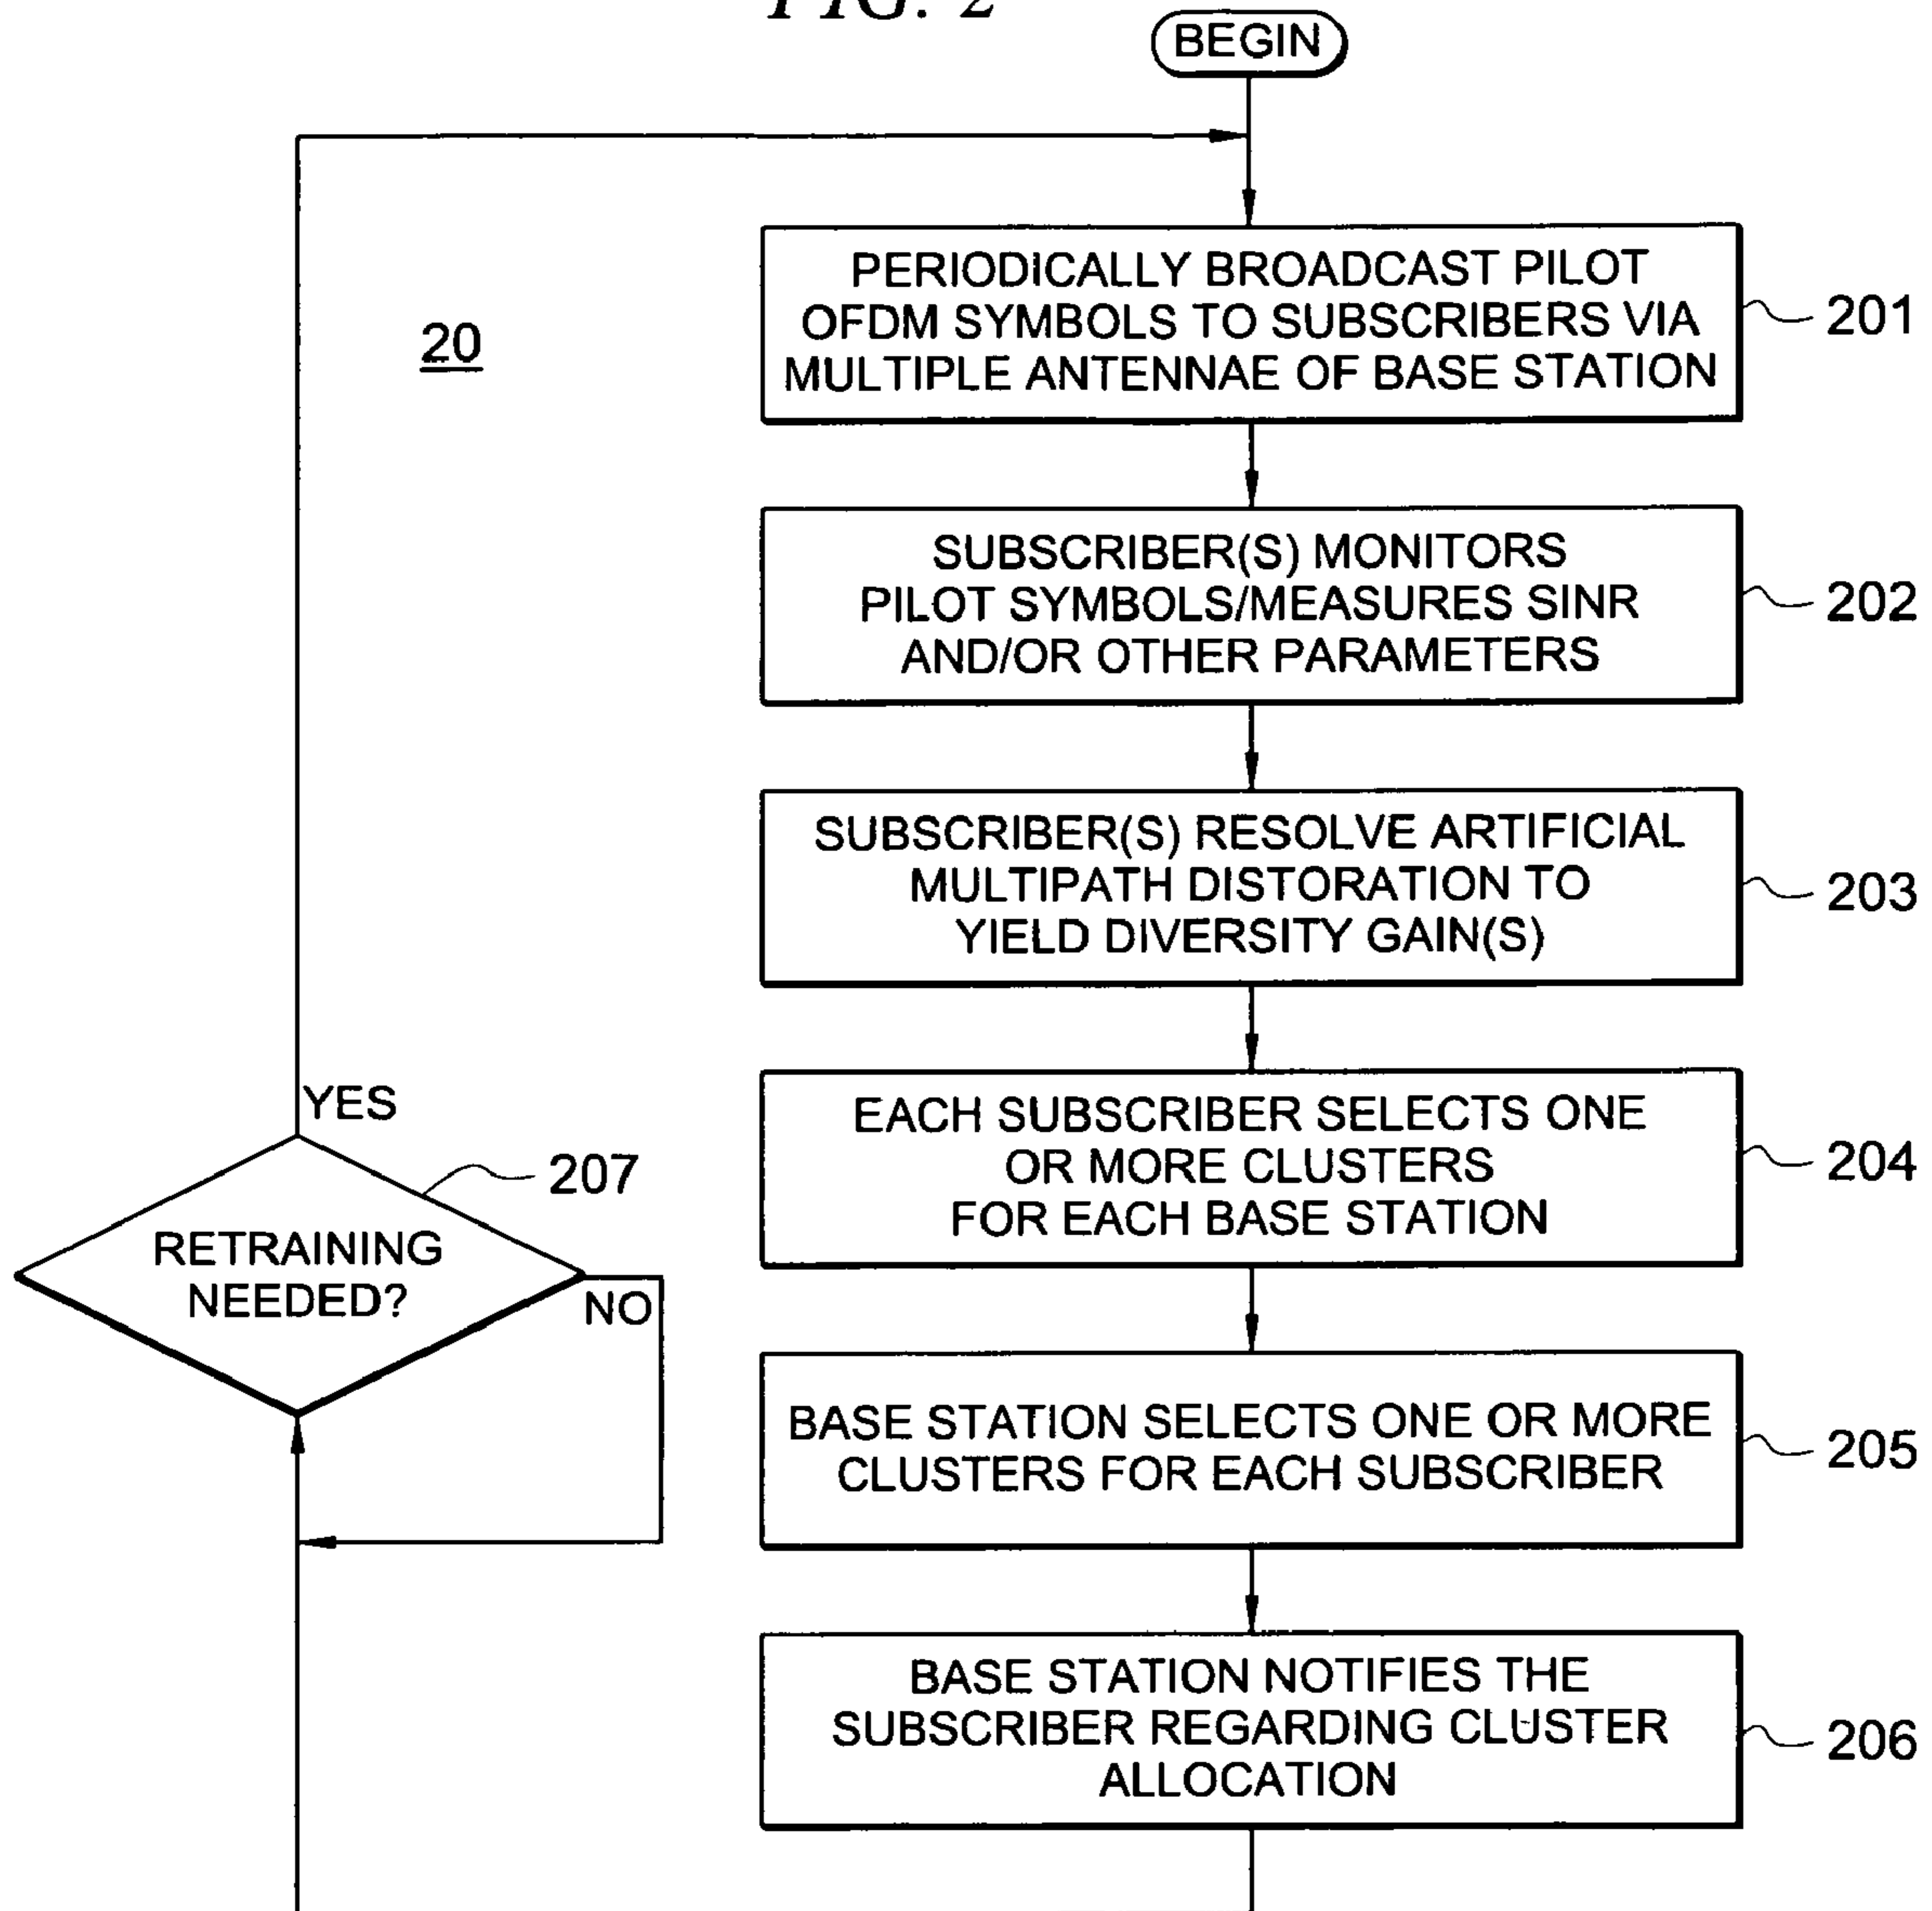 FIG. 2
BEGIN
20
PERIODICALLY BROADCAST PILOT
OFDM SYMBOLS TO SUBSCRIBERS VIA
MULTIPLE ANTENNAE OF BASE STATION
201
SUBSCRIBER(S) MONITORS
PILOT SYMBOLS/MEASURES SINR
AND/OR OTHER PARAMETERS
202
SUBSCRIBER(S) RESOLVE ARTIFICIAL
MULTIPATH DISTORATION TO
YIELD DIVERSITY GAIN(S)
203
EACH SUBSCRIBER SELECTS ONE
OR MORE CLUSTERS
FOR EACH BASE STATION
204
YES
207
RETRAINING
NEEDED?
NO
BASE STATION SELECTS ONE OR MORE
CLUSTERS FOR EACH SUBSCRIBER
205
BASE STATION NOTIFIES THE
SUBSCRIBER REGARDING CLUSTER
ALLOCATION
206